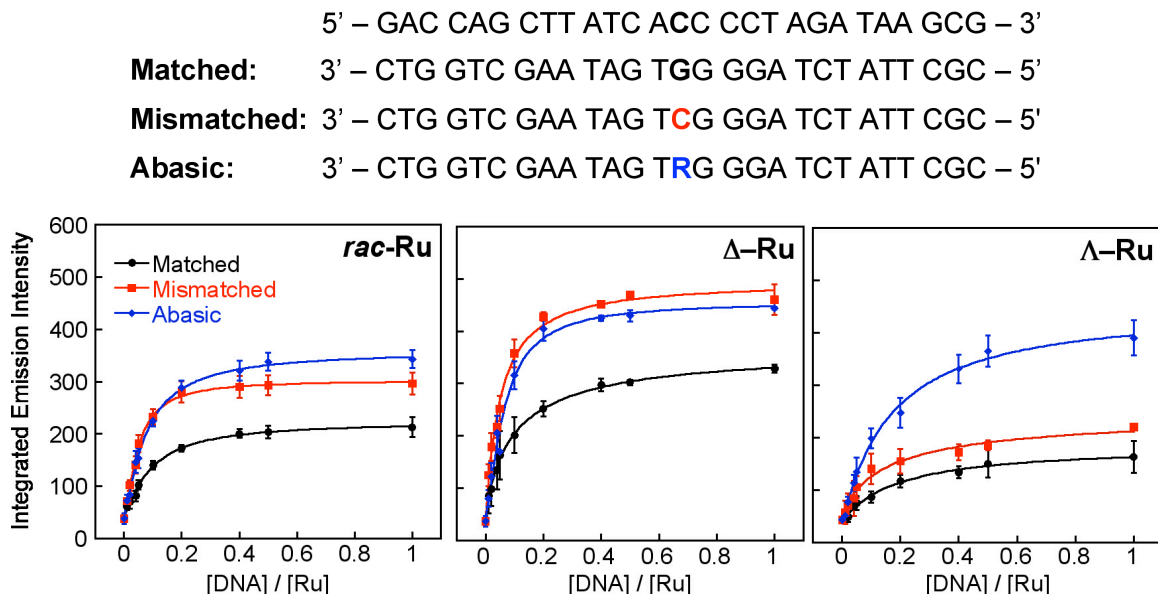 5’ – GAC CAG CTT ATC ACC CCT AGA TAA GCG – 3’
Matched: 3’ – CTG GTC GAA TAG TGG GGA TCT ATT CGC – 5’
Mismatched: 3’ – CTG GTC GAA TAG TCG GGA TCT ATT CGC – 5'
Abasic: 3’ – CTG GTC GAA TAG TRG GGA TCT ATT CGC – 5'
Integrated Emission Intensity
600
500
400
300
200
100
0
rac-Ru
Matched
Mismatched
Abasic
0 0.2 0.4 0.6 0.8 1
[DNA] / [Ru]
Δ–Ru
0 0.2 0.4 0.6 0.8 1
[DNA] / [Ru]
Λ–Ru
0 0.2 0.4 0.6 0.8 1
[DNA] / [Ru]